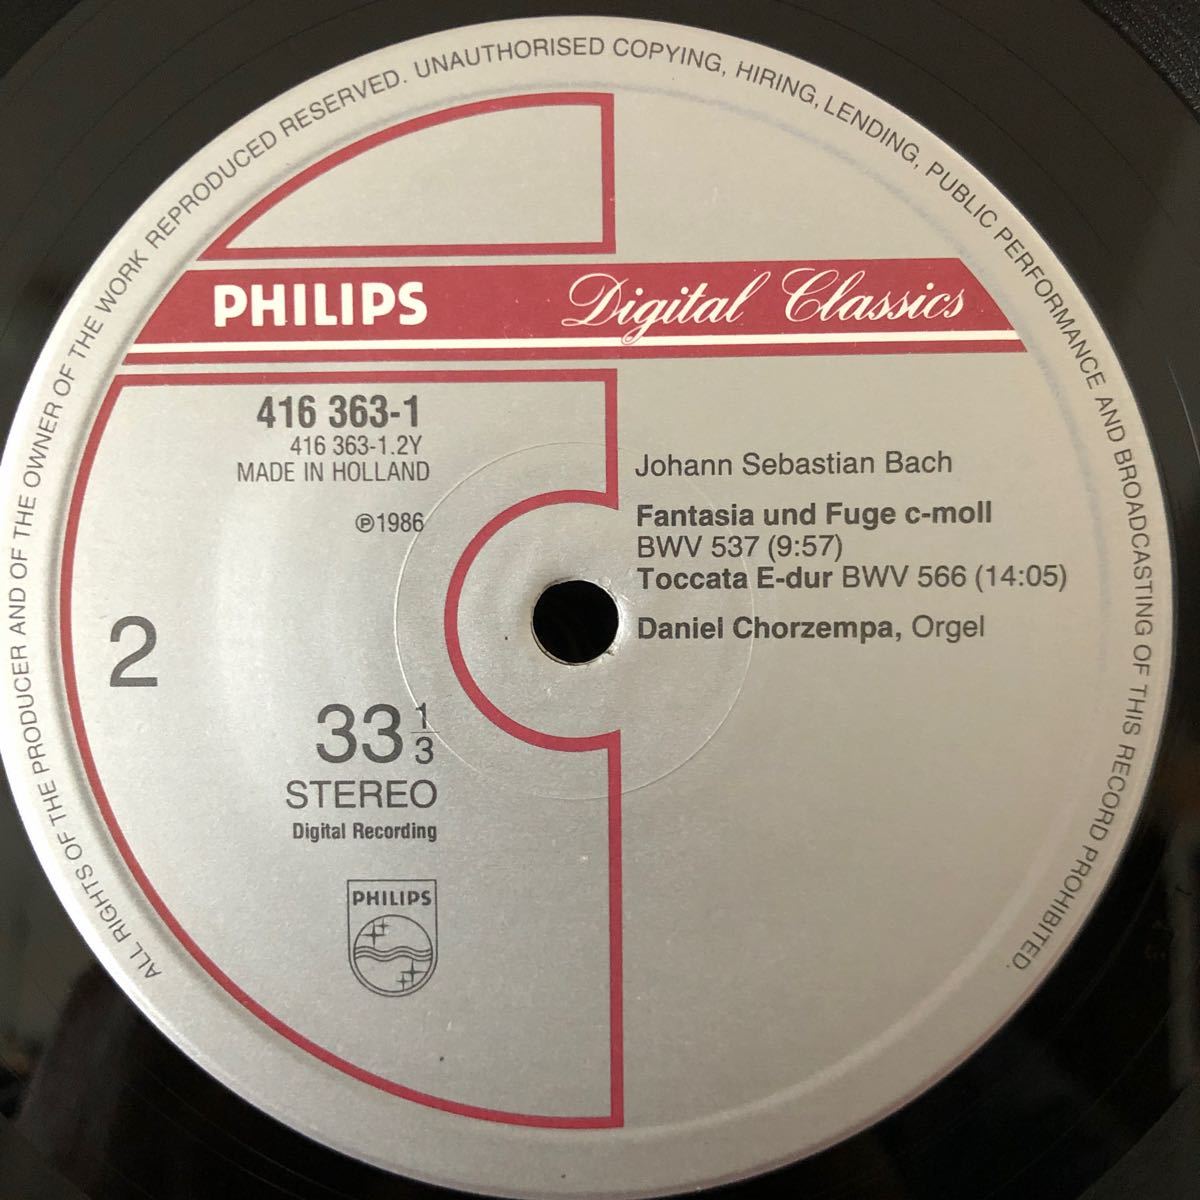 ALL RIGHTS OF THE PRODUCER AND OF THE OWNER OF THE WORK REPRODUCED RESERVED. UNAUTHORISED COPYING, HIRING, LENDING, PUBLIC PERFORMANCE AND BROADCASTING OF THIS RECORD PROHIBITED.
PHILIPS Digital Classics
416 363-1
416 363-1.2Y
MADE IN HOLLAND
℗1986
2
33 1/3
STEREO
Digital Recording
PHILIPS
Johann Sebastian Bach
Fantasia und Fuge c-moll
BWV 537 (9:57)
Toccata E-dur BWV 566 (14:05)
Daniel Chorzempa, Orgel